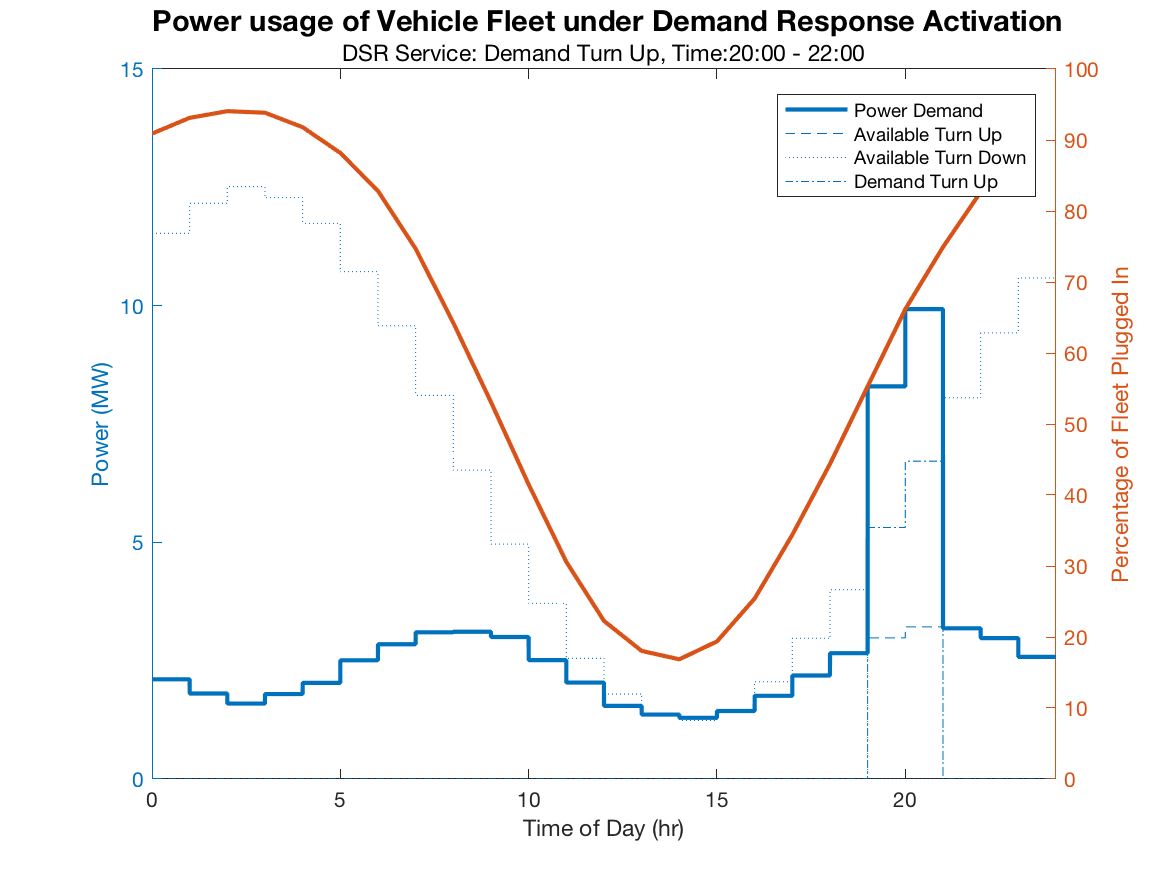 Power usage of Vehicle Fleet under Demand Response Activation
DSR Service: Demand Turn Up, Time:20:00 - 22:00
15
10
5
0
Power (MW)
Power Demand
Available Turn Up
Available Turn Down
Demand Turn Up
100
90
80
70
60
50
40
30
20
10
0
Percentage of Fleet Plugged In
0
5
10
15
20
Time of Day (hr)